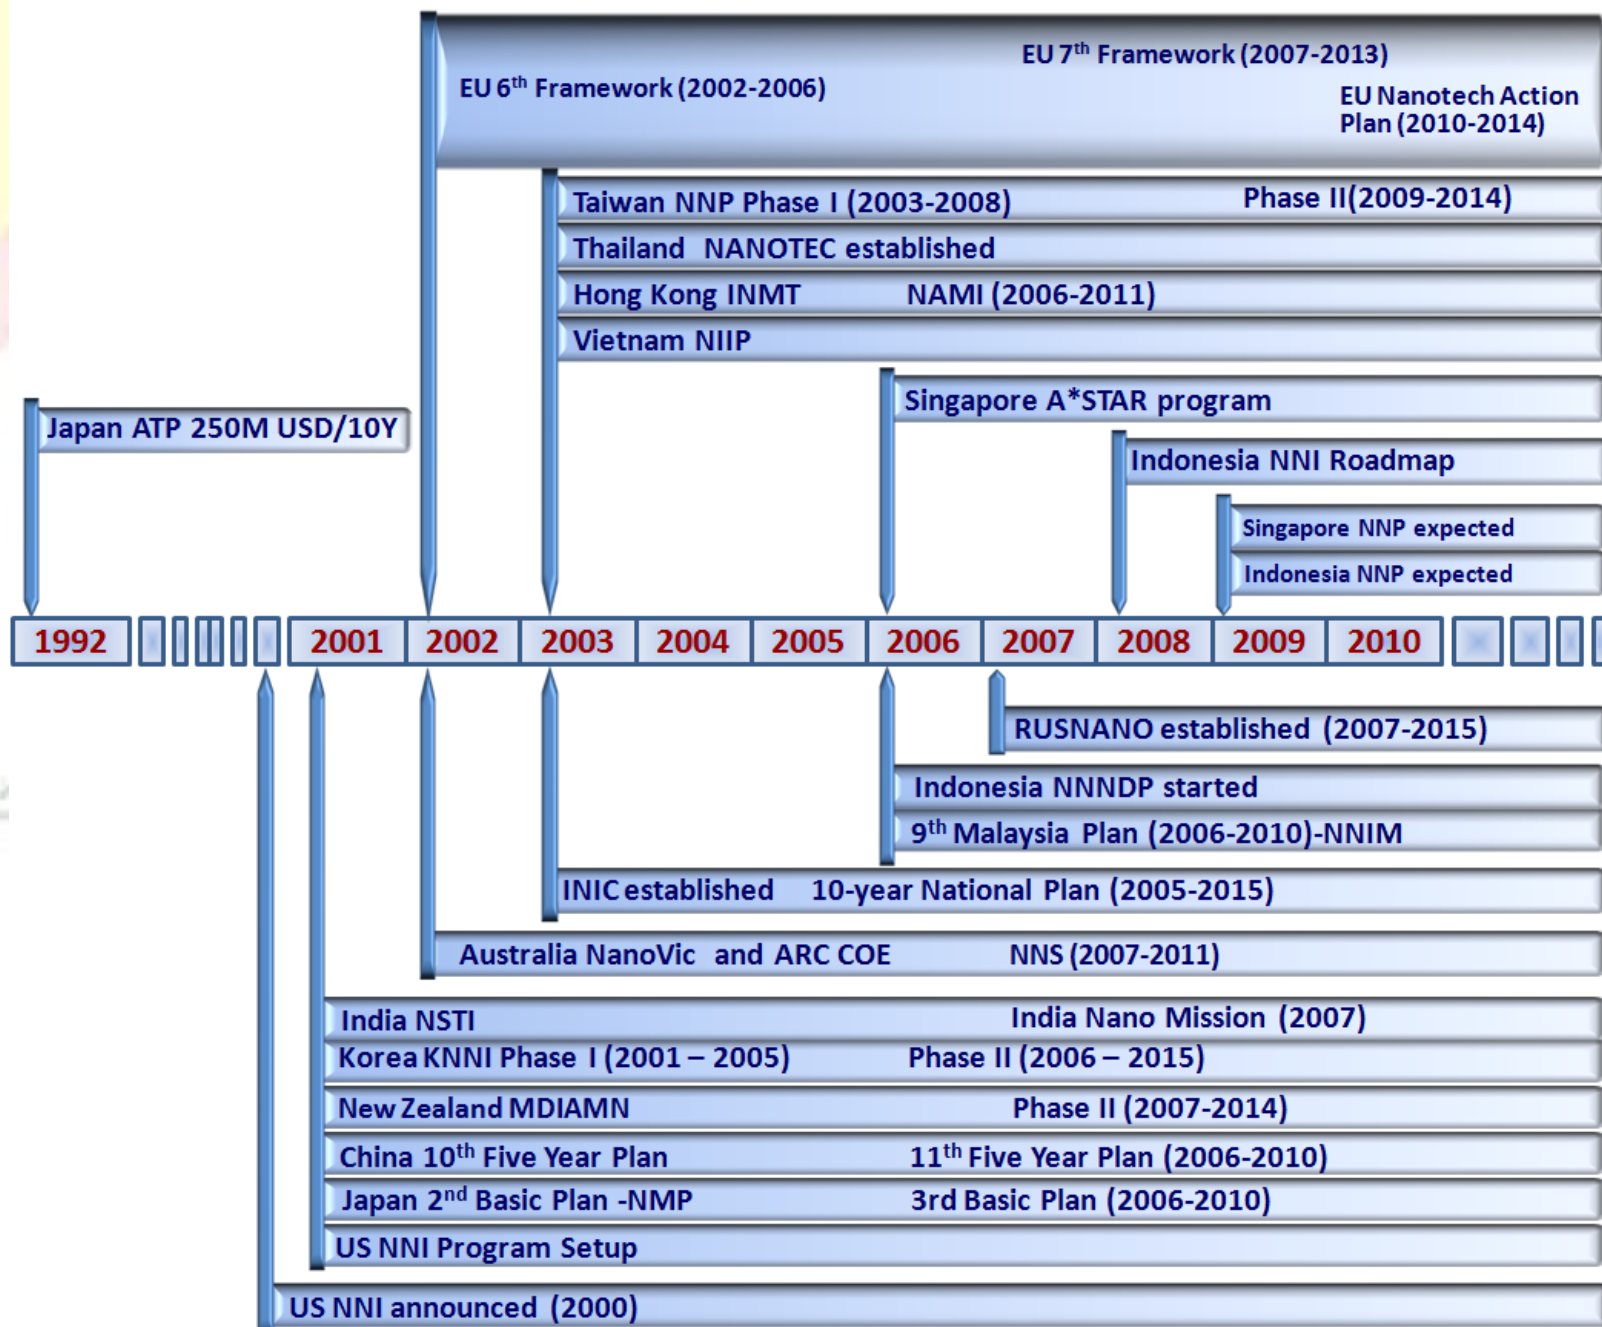 EU 7th Framework (2007-2013)
EU 6th Framework (2002-2006)
EU Nanotech Action
Plan (2010-2014)
Taiwan NNP Phase I (2003-2008) Phase II(2009-2014)
Thailand NANOTEC established
Hong Kong INMT NAMI (2006-2011)
Vietnam NIIP
Singapore A*STAR program
Japan ATP 250M USD/10Y
Indonesia NNI Roadmap
Singapore NNP expected
Indonesia NNP expected
1992 2001 2002 2003 2004 2005 2006 2007 2008 2009 2010
RUSNANO established (2007-2015)
Indonesia NNNDP started
9th Malaysia Plan (2006-2010)-NNIM
INIC established 10-year National Plan (2005-2015)
Australia NanoVic and ARC COE NNS (2007-2011)
India NSTI India Nano Mission (2007)
Korea KNNI Phase I (2001 – 2005) Phase II (2006 – 2015)
New Zealand MDIAMN Phase II (2007-2014)
China 10th Five Year Plan 11th Five Year Plan (2006-2010)
Japan 2nd Basic Plan -NMP 3rd Basic Plan (2006-2010)
US NNI Program Setup
US NNI announced (2000)